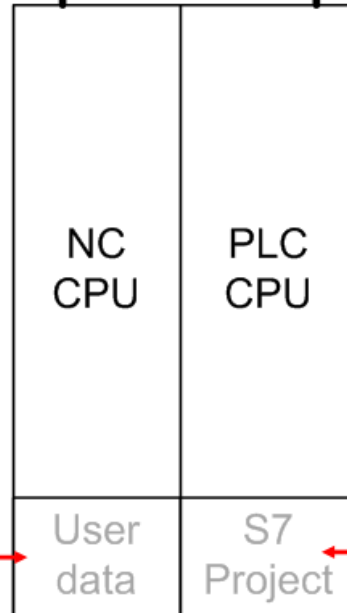 NC
CPU
PLC
CPU
User
data
S7
Project